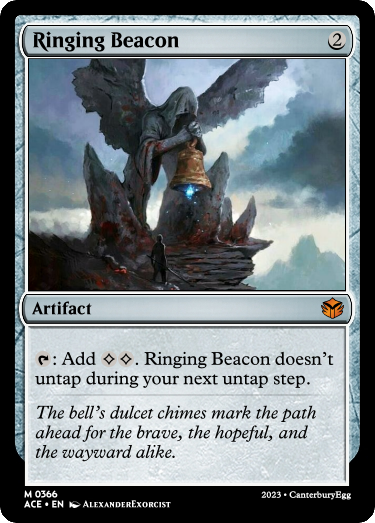 Ringing Beacon 2
Artifact
: Add . Ringing Beacon doesn't
untap during your next untap step.
The bell's dulcet chimes mark the path
ahead for the brave, the hopeful, and
the wayward alike.
M 0366
ACE • EN AlexanderExorcist
2023 • CanterburyEgg